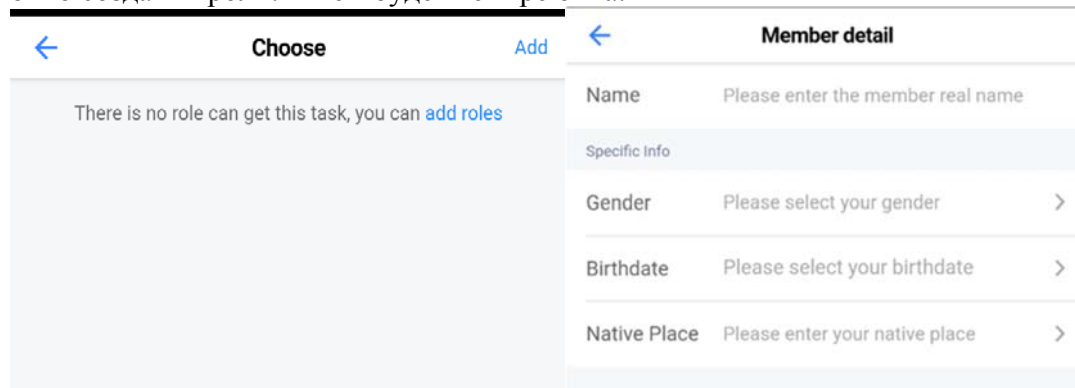 Choose
Add
There is no role can get this task, you can add roles
Member detail
Name Please enter the member real name
Specific Info
Gender Please select your gender
Birthdate Please select your birthdate
Native Place Please enter your native place